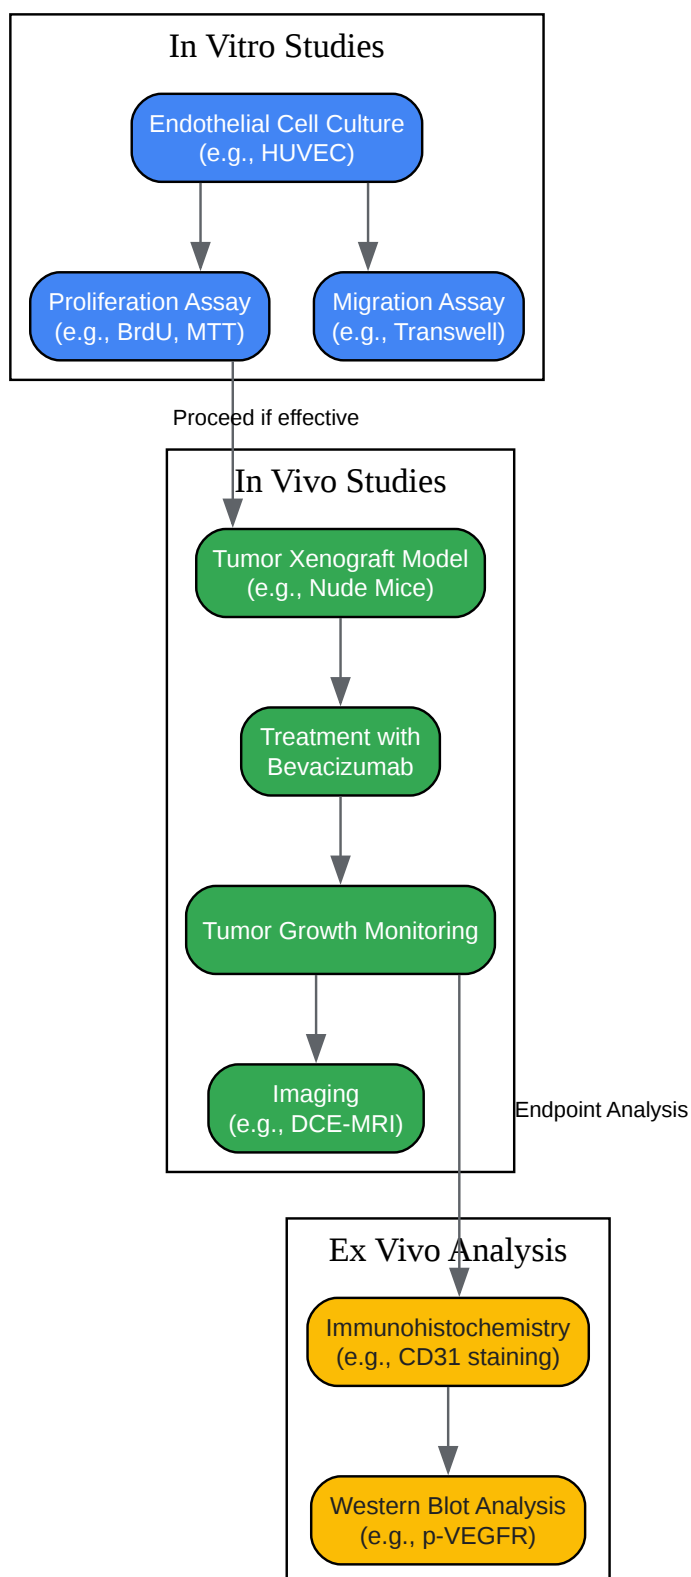 In Vitro Studies
Endothelial Cell Culture
(e.g., HUVEC)
Proliferation Assay
(e.g., BrdU, MTT)
Migration Assay
(e.g., Transwell)
Proceed if effective
In Vivo Studies
Tumor Xenograft Model
(e.g., Nude Mice)
Treatment with
Bevacizumab
Tumor Growth Monitoring
Imaging
(e.g., DCE-MRI)
Endpoint Analysis
Ex Vivo Analysis
Immunohistochemistry
(e.g., CD31 staining)
Western Blot Analysis
(e.g., p-VEGFR)